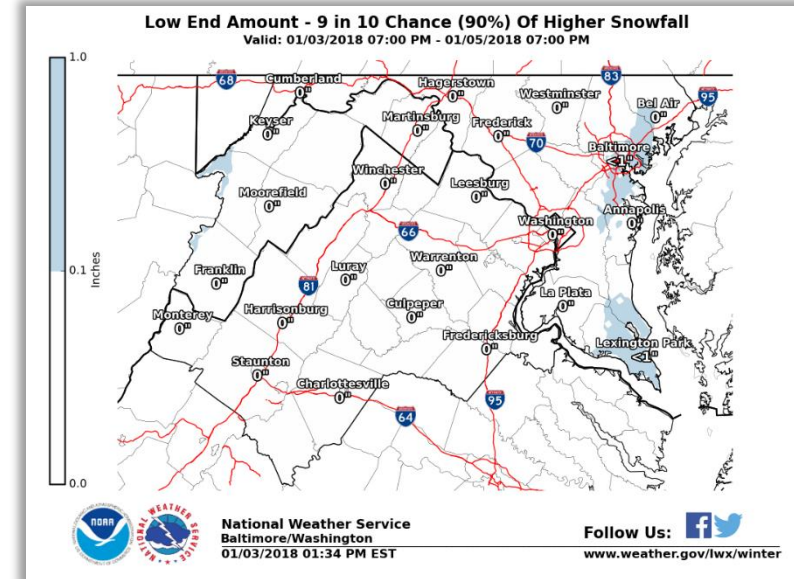 Low End Amount - 9 in 10 Chance (90%) Of Higher Snowfall
Valid: 01/03/2018 07:00 PM - 01/05/2018 07:00 PM
1.0
0.1
0.0
Inches
68
Cumberland
0"
Hagerstown
0"
Westminster
0"
83
Bel Air
0"
95
Keyser
0"
Martinsburg
0"
Frederick
0"
70
Baltimore
<1"
Winchester
0"
Leesburg
0"
Moorefield
0"
Washington
0"
Annapolis
0"
66
Warrenton
0"
Franklin
0"
81
Luray
0"
La Plata
0"
Monterey
0"
Harrisonburg
0"
Culpeper
0"
Fredericksburg
0"
Lexington Park
<1"
Staunton
0"
Charlottesville
0"
95
64
NOAA
NATIONAL WEATHER SERVICE
National Weather Service
Baltimore/Washington
01/03/2018 01:34 PM EST
Follow Us:
www.weather.gov/lwx/winter